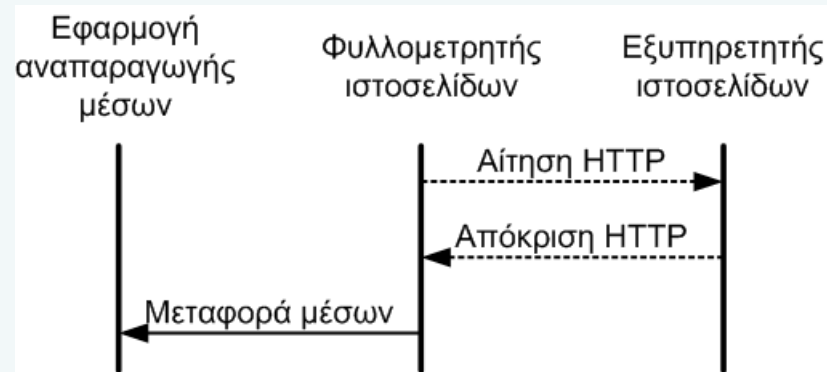 Εφαρμογή
αναπαραγωγής
μέσων
Φυλλομετρητής
ιστοσελίδων
Εξυπηρετητής
ιστοσελίδων
Αίτηση HTTP
Απόκριση HTTP
Μεταφορά μέσων